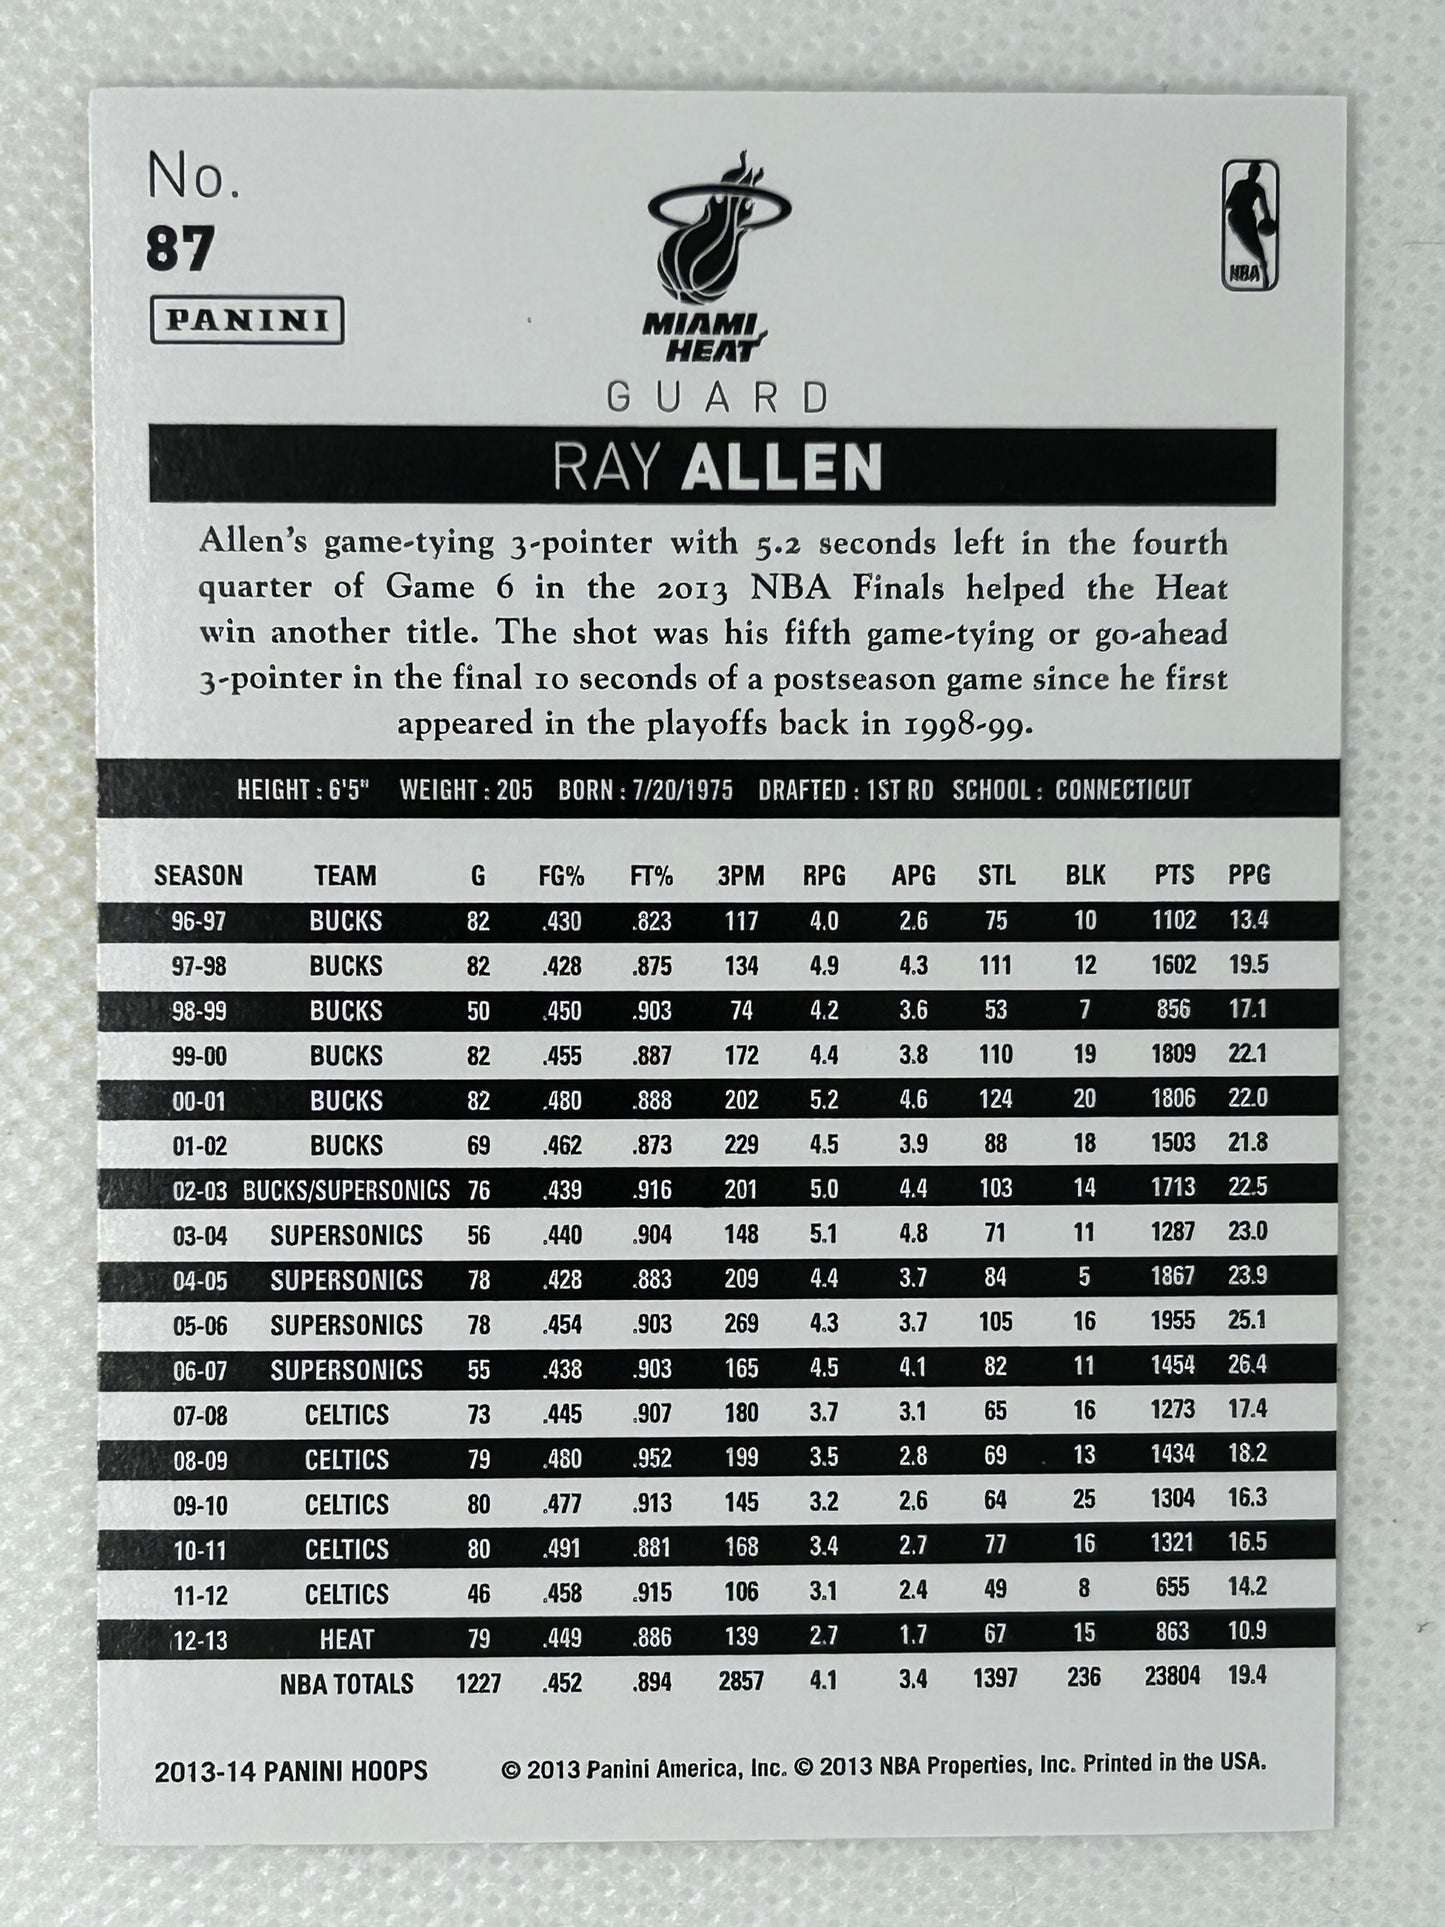 No.
87
PANINI
MIAMI
HEAT
NBA
GUARD
RAY ALLEN
Allen's game-tying 3-pointer with 5.2 seconds left in the fourth
quarter of Game 6 in the 2013 NBA Finals helped the Heat
win another title. The shot was his fifth game-tying or go-ahead
3-pointer in the final 10 seconds of a postseason game since he first
appeared in the playoffs back in 1998-99.
HEIGHT : 6'5" WEIGHT : 205 BORN : 7/20/1975 DRAFTED : 1ST RD SCHOOL : CONNECTICUT
SEASON TEAM G FG% FT% 3PM RPG APG STL BLK PTS PPG
96-97 BUCKS 82 .430 .823 117 4.0 2.6 75 10 1102 13.4
97-98 BUCKS 82 .428 .875 134 4.9 4.3 111 12 1602 19.5
98-99 BUCKS 50 .450 .903 74 4.2 3.6 53 7 856 17.1
99-00 BUCKS 82 .455 .887 172 4.4 3.8 110 19 1809 22.1
00-01 BUCKS 82 .480 .888 202 5.2 4.6 124 20 1806 22.0
01-02 BUCKS 69 .462 .873 229 4.5 3.9 88 18 1503 21.8
02-03 BUCKS/SUPERSONICS 76 .439 .916 201 5.0 4.4 103 14 1713 22.5
03-04 SUPERSONICS 56 .440 .904 148 5.1 4.8 71 11 1287 23.0
04-05 SUPERSONICS 78 .428 .883 209 4.4 3.7 84 5 1867 23.9
05-06 SUPERSONICS 78 .454 .903 269 4.3 3.7 105 16 1955 25.1
06-07 SUPERSONICS 55 .438 .903 165 4.5 4.1 82 11 1454 26.4
07-08 CELTICS 73 .445 .907 180 3.7 3.1 65 16 1273 17.4
08-09 CELTICS 79 .480 .952 199 3.5 2.8 69 13 1434 18.2
09-10 CELTICS 80 .477 .913 145 3.2 2.6 64 25 1304 16.3
10-11 CELTICS 80 .491 .881 168 3.4 2.7 77 16 1321 16.5
11-12 CELTICS 46 .458 .915 106 3.1 2.4 49 8 655 14.2
12-13 HEAT 79 .449 .886 139 2.7 1.7 67 15 863 10.9
NBA TOTALS 1227 .452 .894 2857 4.1 3.4 1397 236 23804 19.4
2013-14 PANINI HOOPS © 2013 Panini America, Inc. © 2013 NBA Properties, Inc. Printed in the USA.